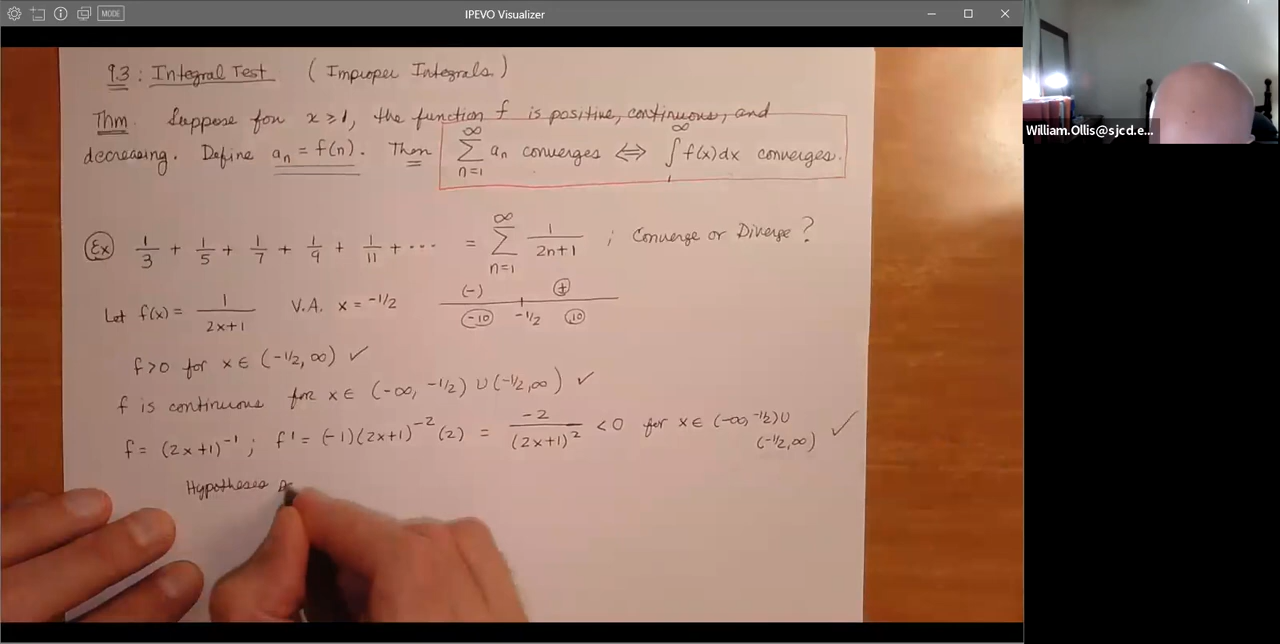 MODE
IPEVO Visualizer
9.3 : Integral Test ( Improper Integrals )
Thm. Suppose for x ≥ 1, the function f is positive, continuous, and
decreasing. Define aₙ = f(n). Then ∞ Σ n=1 aₙ converges ⟺ ∫₁^∞ f(x)dx converges.
Ex 1/3 + 1/5 + 1/7 + 1/9 + 1/11 + ⋯ = ∞ Σ n=1 1/(2n+1) ; Converge or Diverge ?
Let f(x) = 1/(2x+1) V.A. x = -1/2 (-) + -10 -1/2 10
f>0 for x ∈ (-1/2, ∞) ✓
f is continuous for x ∈ (-∞, -1/2) ∪ (-1/2, ∞) ✓
f = (2x+1)⁻¹ ; f' = (-1)(2x+1)⁻²(2) = -2/(2x+1)² < 0 for x ∈ (-∞, -1/2) ∪
(-1/2, ∞) ✓
Hypotheses
William.Ollis@sjcd.e...